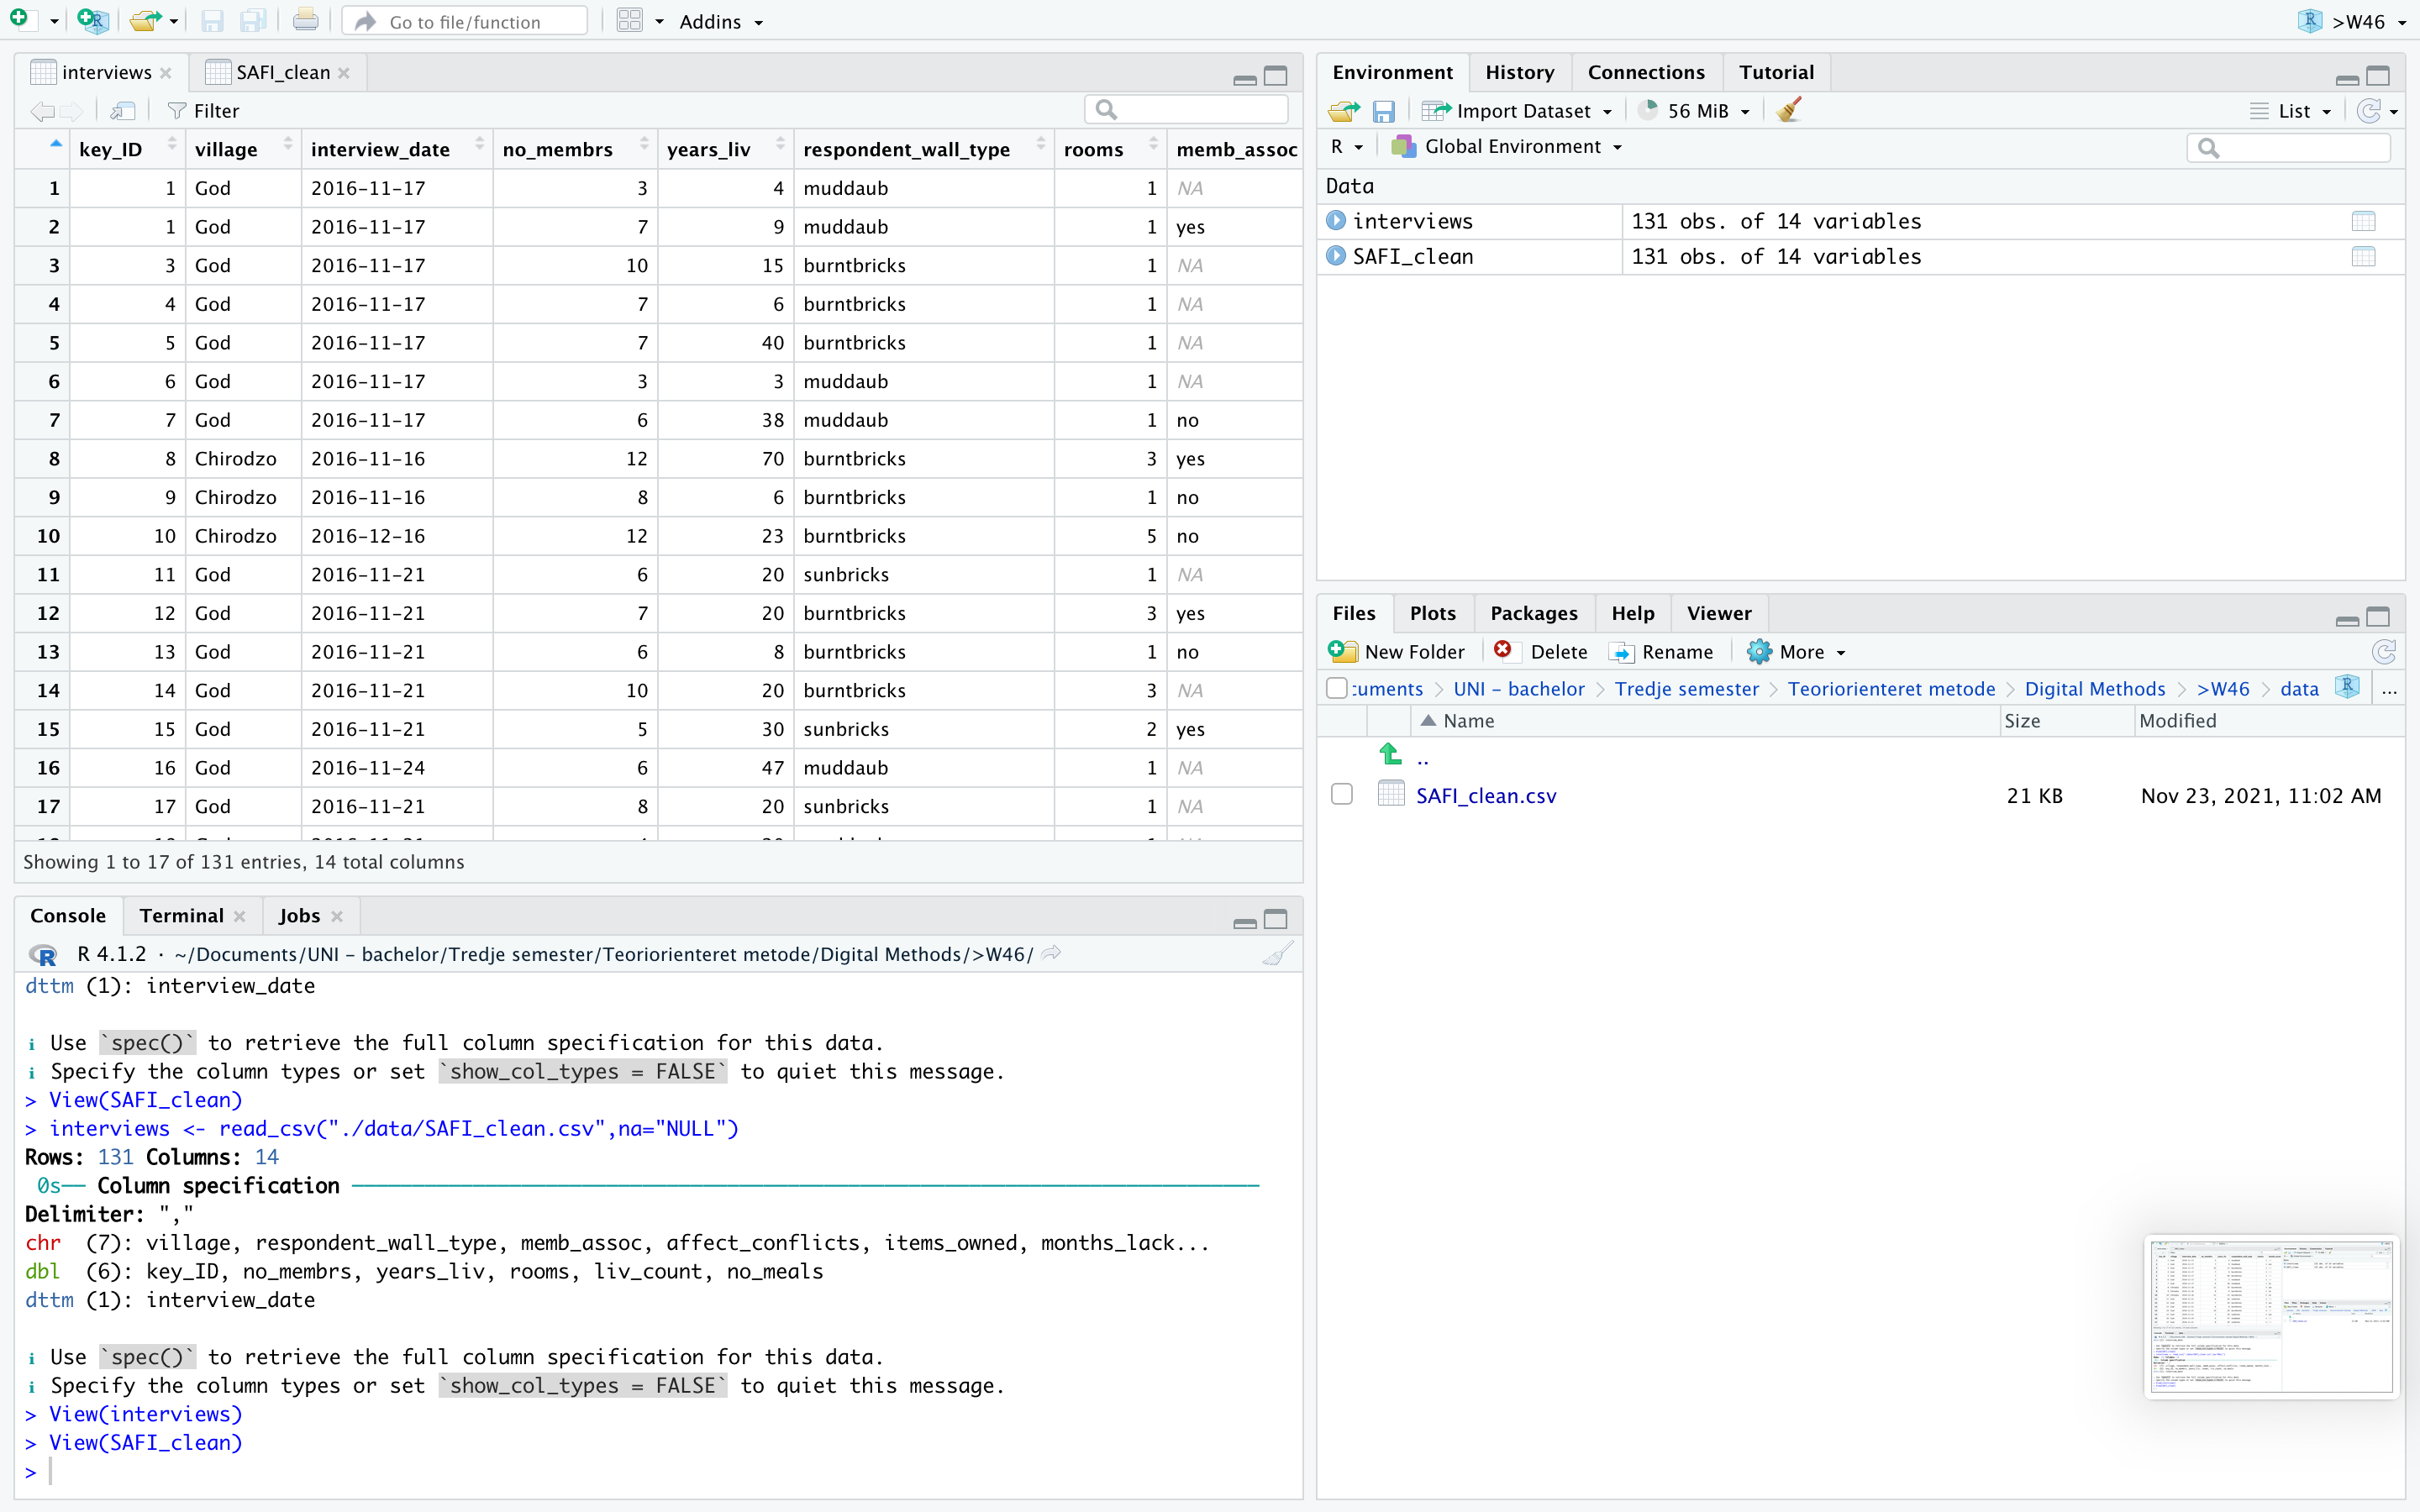 Go to file/function Addins >W46
interviews SAFI_clean
Filter
key_ID village interview_date no_membrs years_liv respondent_wall_type rooms memb_assoc
1 1 God 2016-11-17 3 4 muddaub 1 NA
2 1 God 2016-11-17 7 9 muddaub 1 yes
3 3 God 2016-11-17 10 15 burntbricks 1 NA
4 4 God 2016-11-17 7 6 burntbricks 1 NA
5 5 God 2016-11-17 7 40 burntbricks 1 NA
6 6 God 2016-11-17 3 3 muddaub 1 NA
7 7 God 2016-11-17 6 38 muddaub 1 no
8 8 Chirodzo 2016-11-16 12 70 burntbricks 3 yes
9 9 Chirodzo 2016-11-16 8 6 burntbricks 1 no
10 10 Chirodzo 2016-12-16 12 23 burntbricks 5 no
11 11 God 2016-11-21 6 20 sunbricks 1 NA
12 12 God 2016-11-21 7 20 burntbricks 3 yes
13 13 God 2016-11-21 6 8 burntbricks 1 no
14 14 God 2016-11-21 10 20 burntbricks 3 NA
15 15 God 2016-11-21 5 30 sunbricks 2 yes
16 16 God 2016-11-24 6 47 muddaub 1 NA
17 17 God 2016-11-21 8 20 sunbricks 1 NA
Showing 1 to 17 of 131 entries, 14 total columns
Console Terminal Jobs
R 4.1.2 · ~/Documents/UNI - bachelor/Tredje semester/Teoriorienteret metode/Digital Methods/>W46/
dttm (1): interview_date
i Use `spec()` to retrieve the full column specification for this data.
i Specify the column types or set `show_col_types = FALSE` to quiet this message.
> View(SAFI_clean)
> interviews <- read_csv("./data/SAFI_clean.csv",na="NULL")
Rows: 131 Columns: 14
0s── Column specification
Delimiter: ","
chr (7): village, respondent_wall_type, memb_assoc, affect_conflicts, items_owned, months_lack...
dbl (6): key_ID, no_membrs, years_liv, rooms, liv_count, no_meals
dttm (1): interview_date
i Use `spec()` to retrieve the full column specification for this data.
i Specify the column types or set `show_col_types = FALSE` to quiet this message.
> View(interviews)
> View(SAFI_clean)
>
Environment History Connections Tutorial
Import Dataset 56 MiB List
R Global Environment
Data
interviews 131 obs. of 14 variables
SAFI_clean 131 obs. of 14 variables
Files Plots Packages Help Viewer
New Folder Delete Rename More
cuments > UNI - bachelor > Tredje semester > Teoriorienteret metode > Digital Methods > >W46 > data R ...
Name Size Modified
..
SAFI_clean.csv 21 KB Nov 23, 2021, 11:02 AM